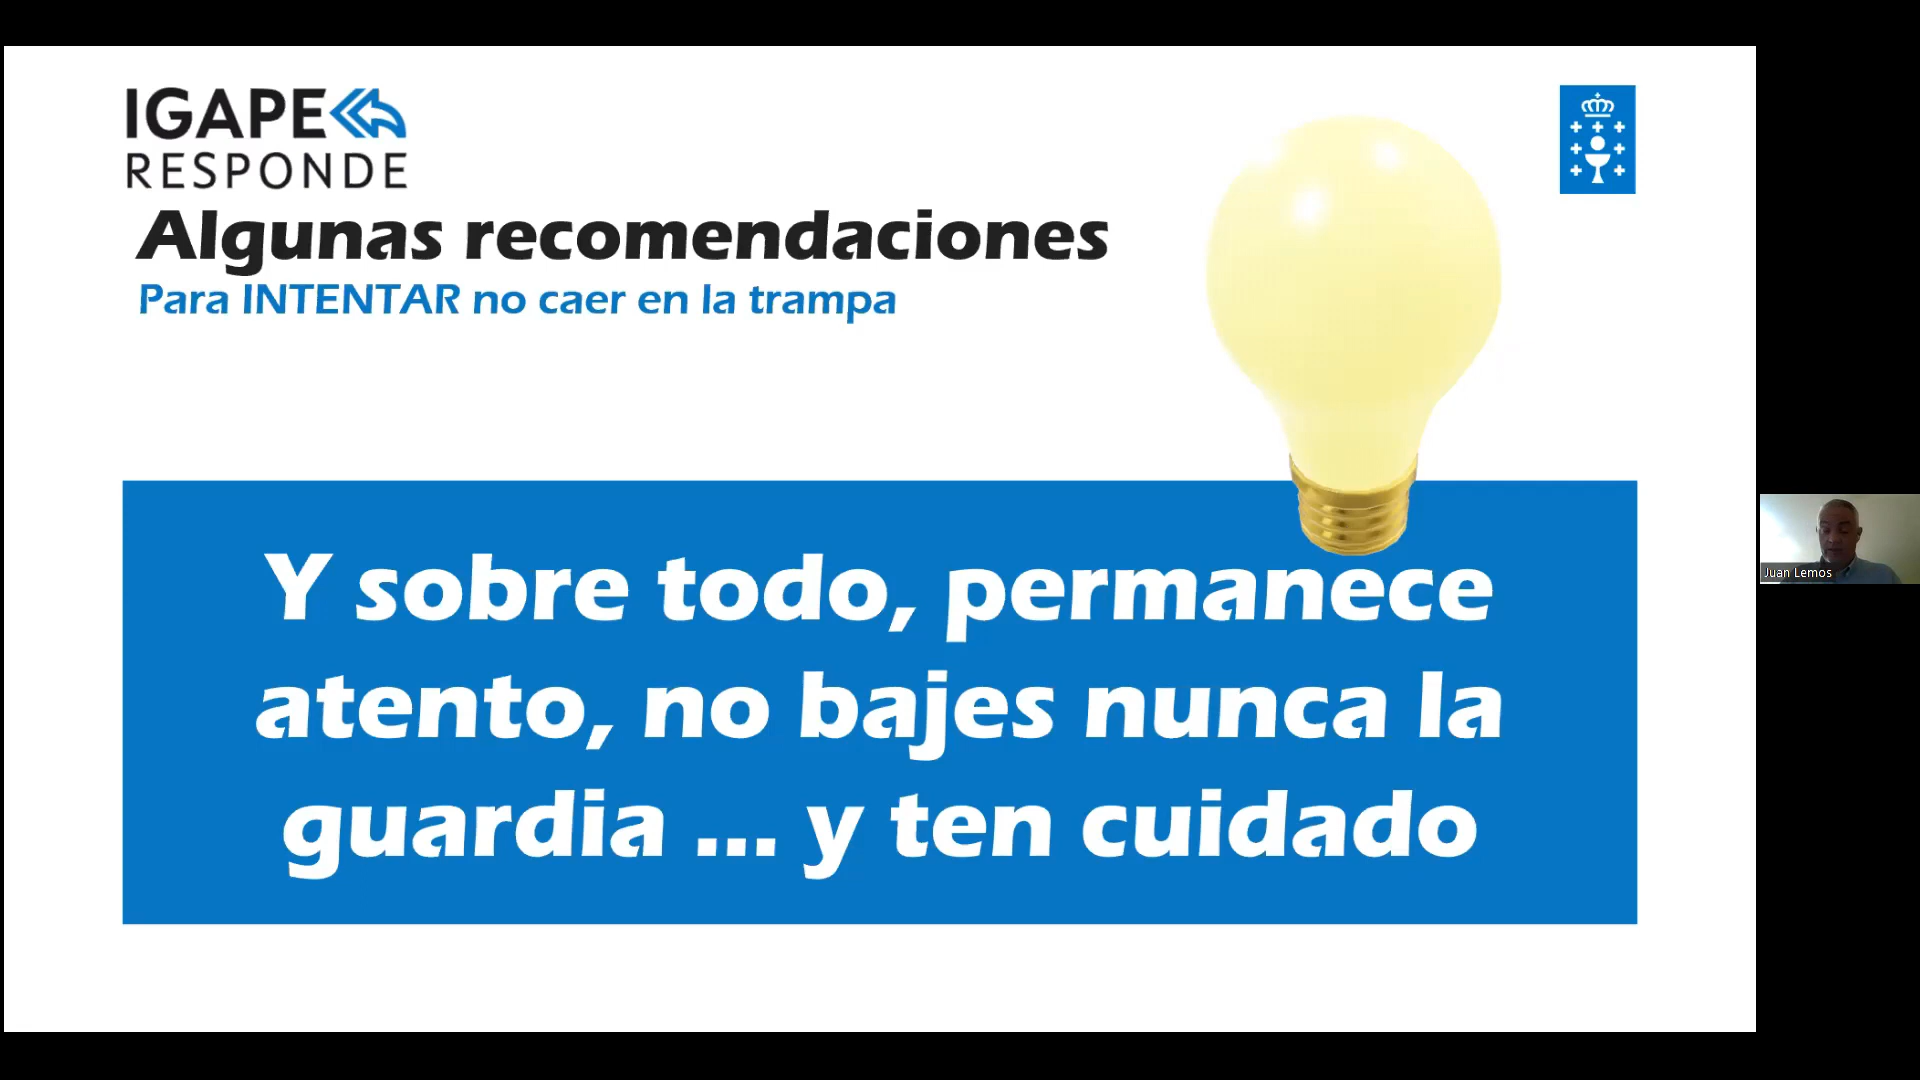 IGAPE
RESPONDE
Algunas recomendaciones
Para INTENTAR no caer en la trampa
Y sobre todo, permanece
atento, no bajes nunca la
guardia ... y ten cuidado
Juan Lemos